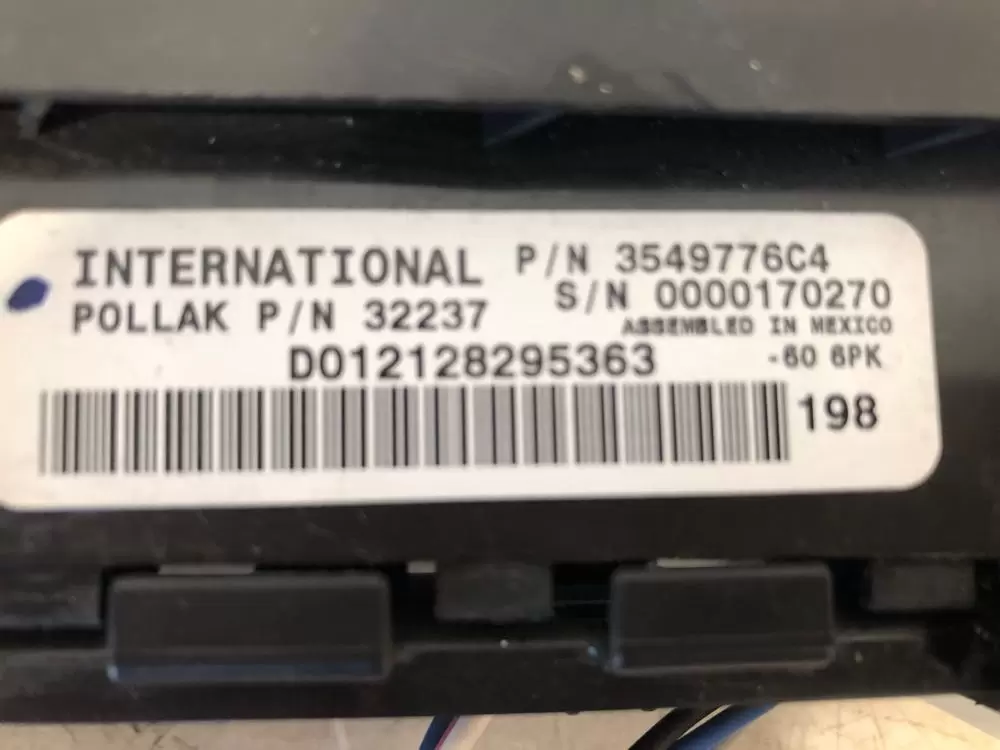 INTERNATIONAL P/N 3549776C4
POLLAK P/N 32237 S/N 0000170270
ASSEMBLED IN MEXICO
D012128295363 -60 6PK
198